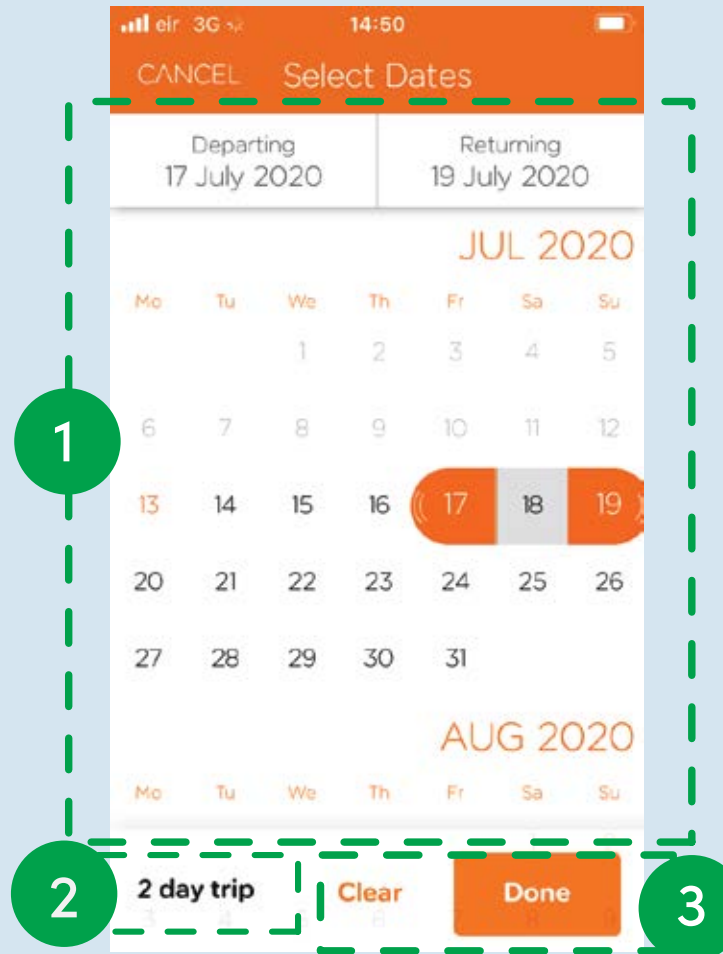 eir 3G 14:50
CANCEL Select Dates
Departing Returning
17 July 2020 19 July 2020
JUL 2020
Mo Tu We Th Fr Sa Su
1 2 3 4 5
6 7 8 9 10 11 12
1
13 14 15 16 17 18 19
20 21 22 23 24 25 26
27 28 29 30 31
AUG 2020
Mo Tu We Th Fr Sa Su
2 2 day trip Clear Done 3